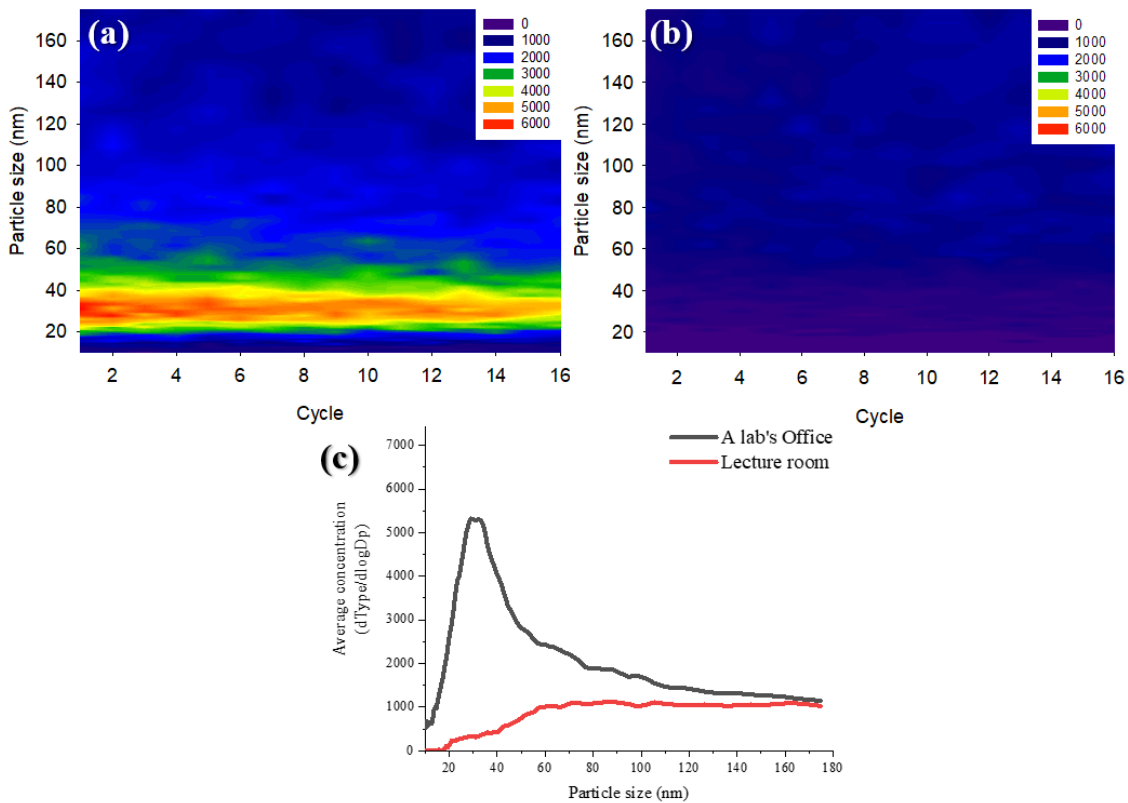 (a)
0
1000
2000
3000
4000
5000
6000
160
140
120
100
80
60
40
20
Particle size (nm)
2 4 6 8 10 12 14 16
Cycle
(b)
0
1000
2000
3000
4000
5000
6000
160
140
120
100
80
60
40
20
Particle size (nm)
2 4 6 8 10 12 14 16
Cycle
(c)
A lab's Office
Lecture room
7000
6000
5000
4000
3000
2000
1000
0
Average concentration
(dType/dlogDp)
20 40 60 80 100 120 140 160 180
Particle size (nm)